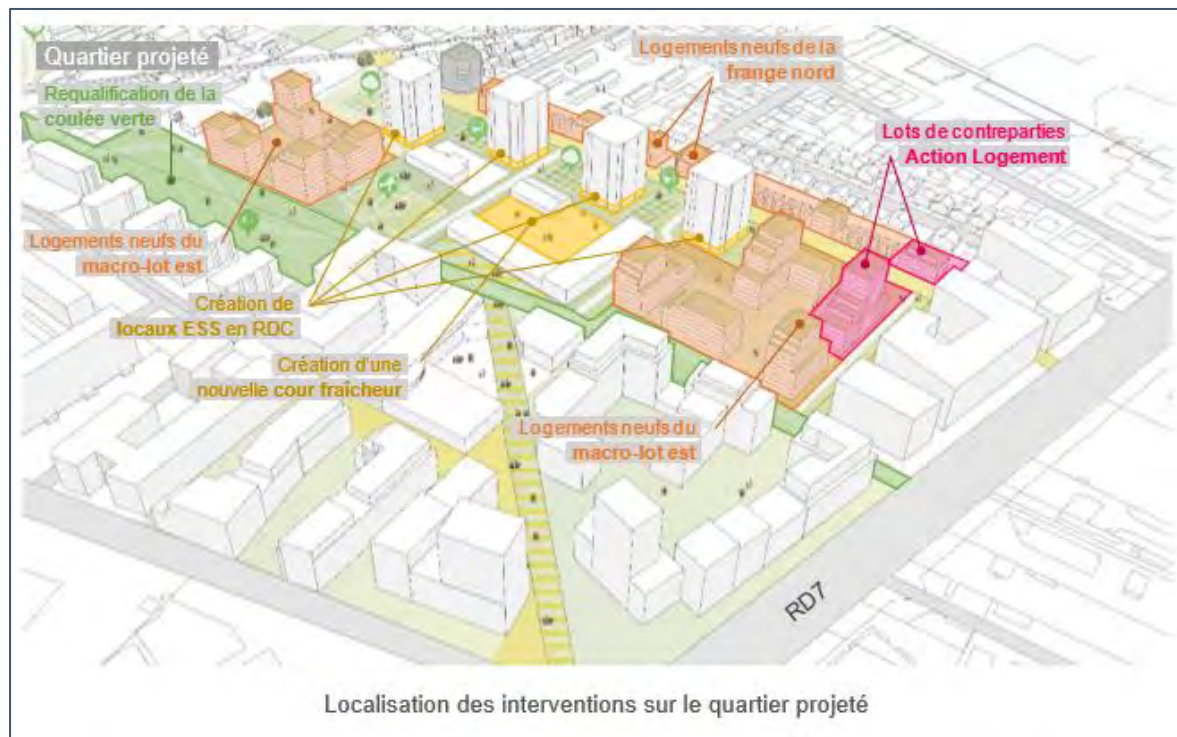 Quartier projeté
Requalification de la
coulée verte
Logements neufs de la
frange nord
Lots de contreparties
Action Logement
Logements neufs du
macro-lot est
Création de
locaux ESS en RDC
Création d'une
nouvelle cour fraîcheur
Logements neufs du
macro-lot est
RD7
Localisation des interventions sur le quartier projeté